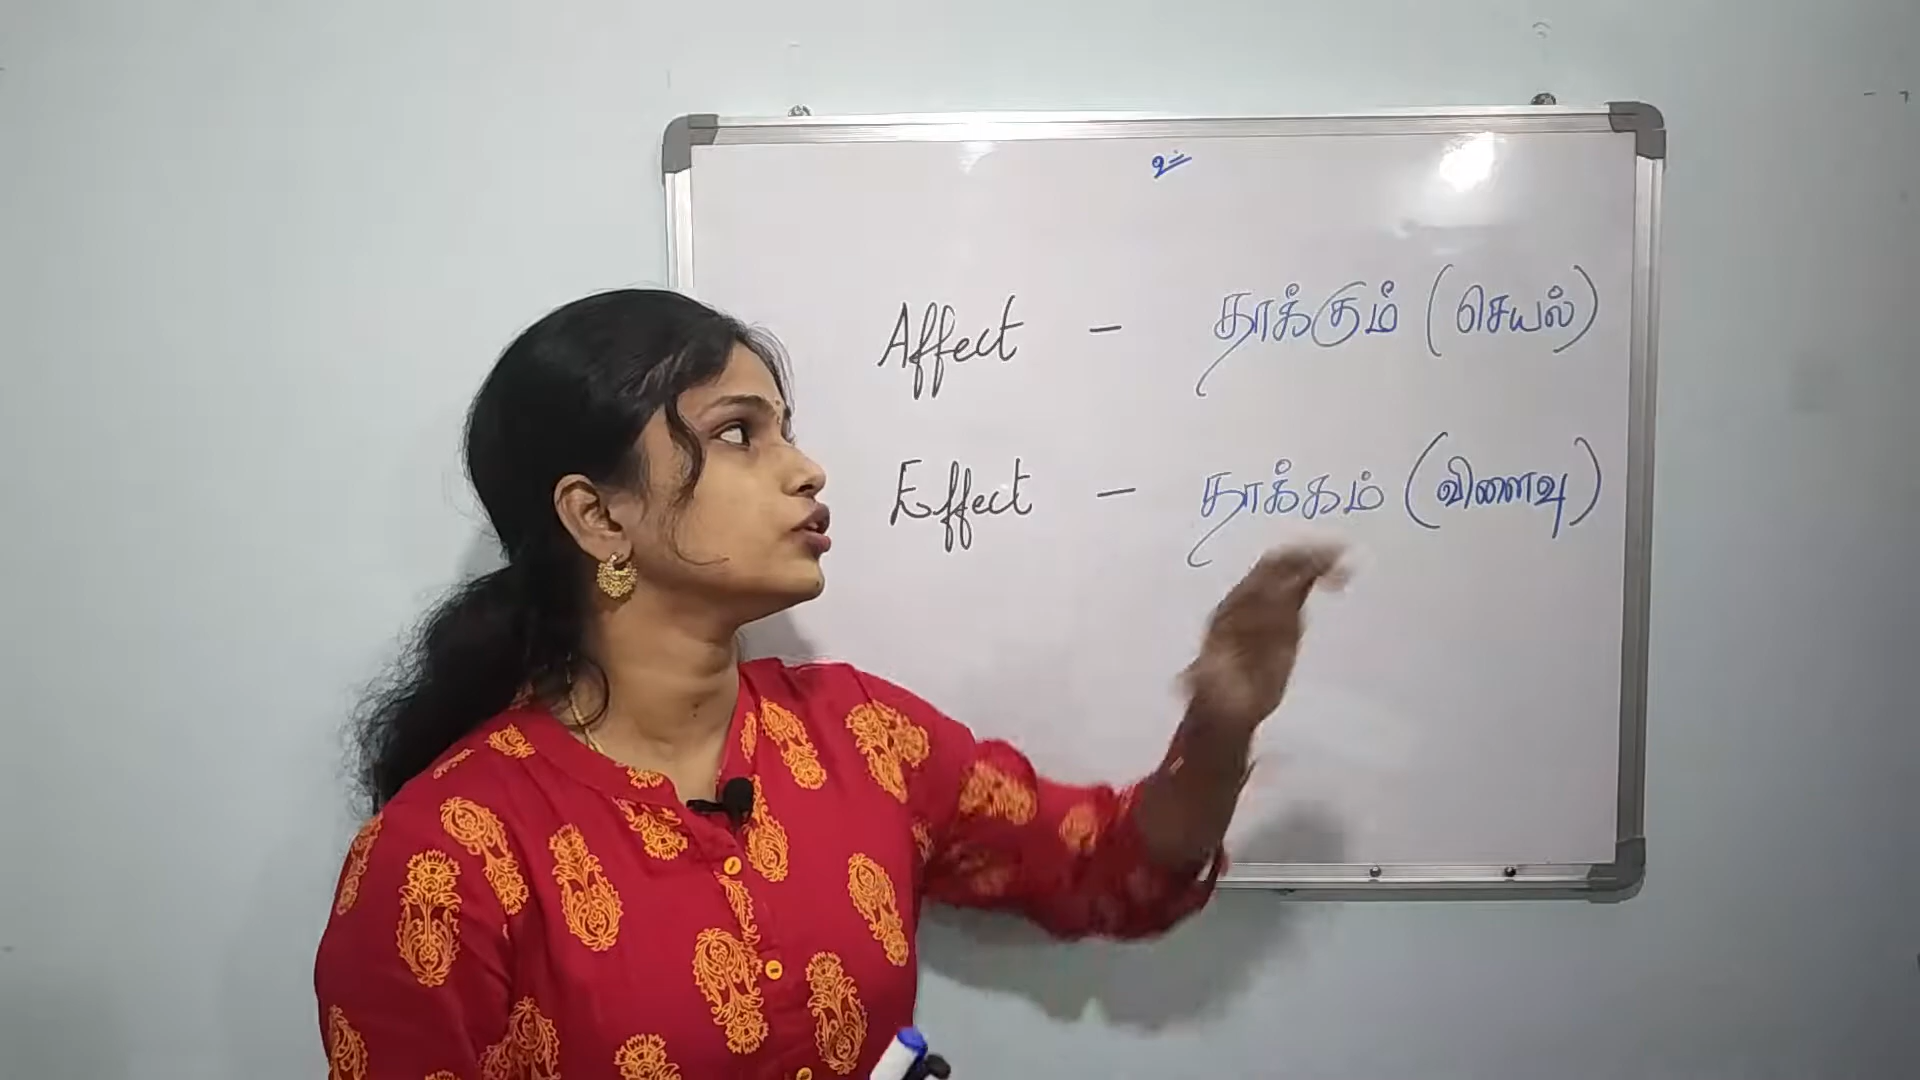 உ
Affect – தாக்கும் (செயல்)
Effect – தாக்கம் (விளைவு)